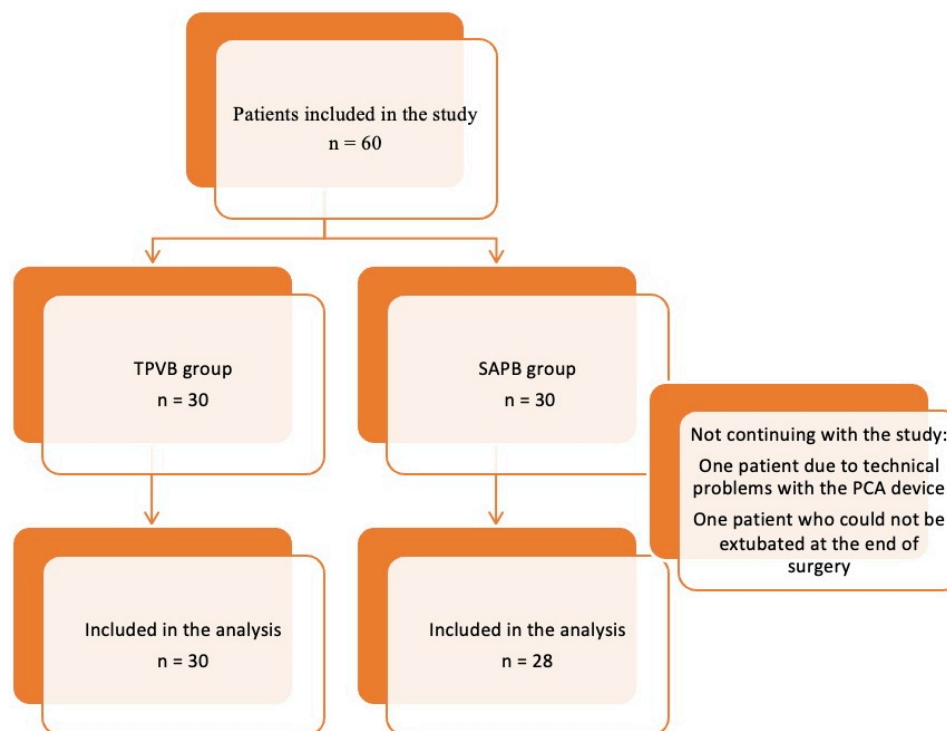 Patients included in the study
n = 60
TPVB group
n = 30
SAPB group
n = 30
Not continuing with the study:
One patient due to technical
problems with the PCA device
One patient who could not be
extubated at the end of
surgery
Included in the analysis
n = 30
Included in the analysis
n = 28